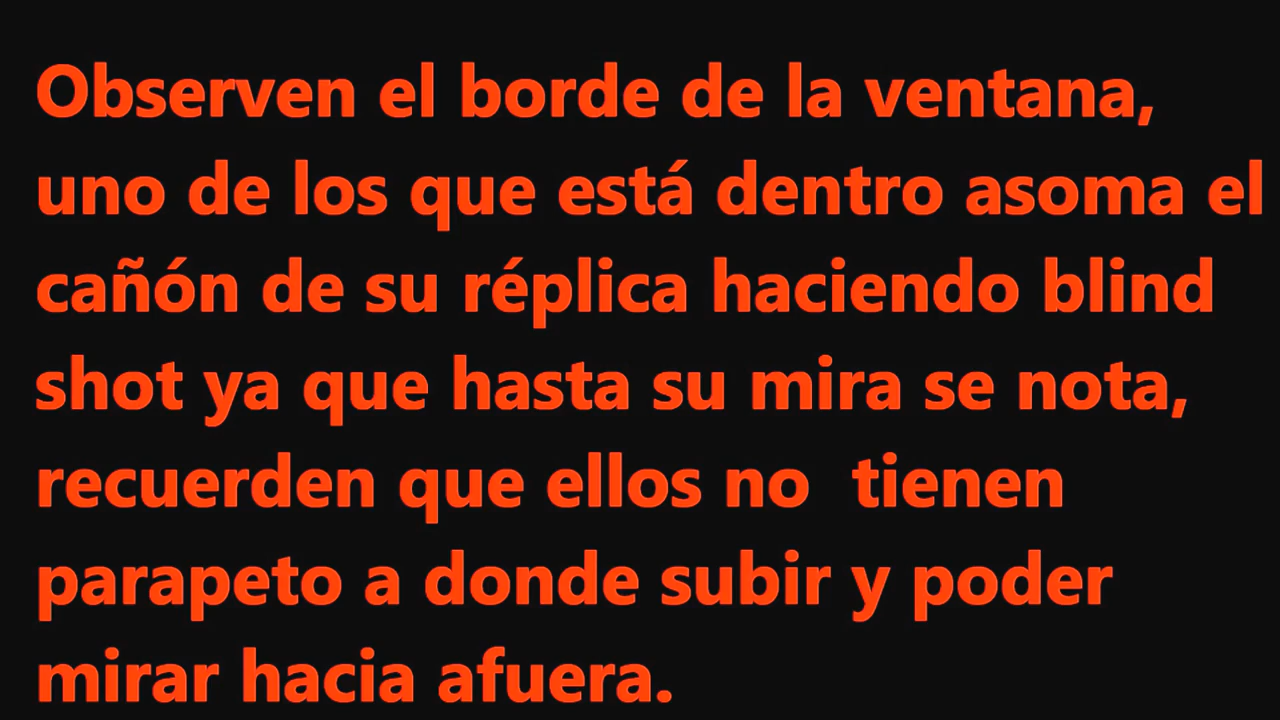 Observen el borde de la ventana,
uno de los que está dentro asoma el
cañón de su réplica haciendo blind
shot ya que hasta su mira se nota,
recuerden que ellos no  tienen
parapeto a donde subir y poder
mirar hacia afuera.